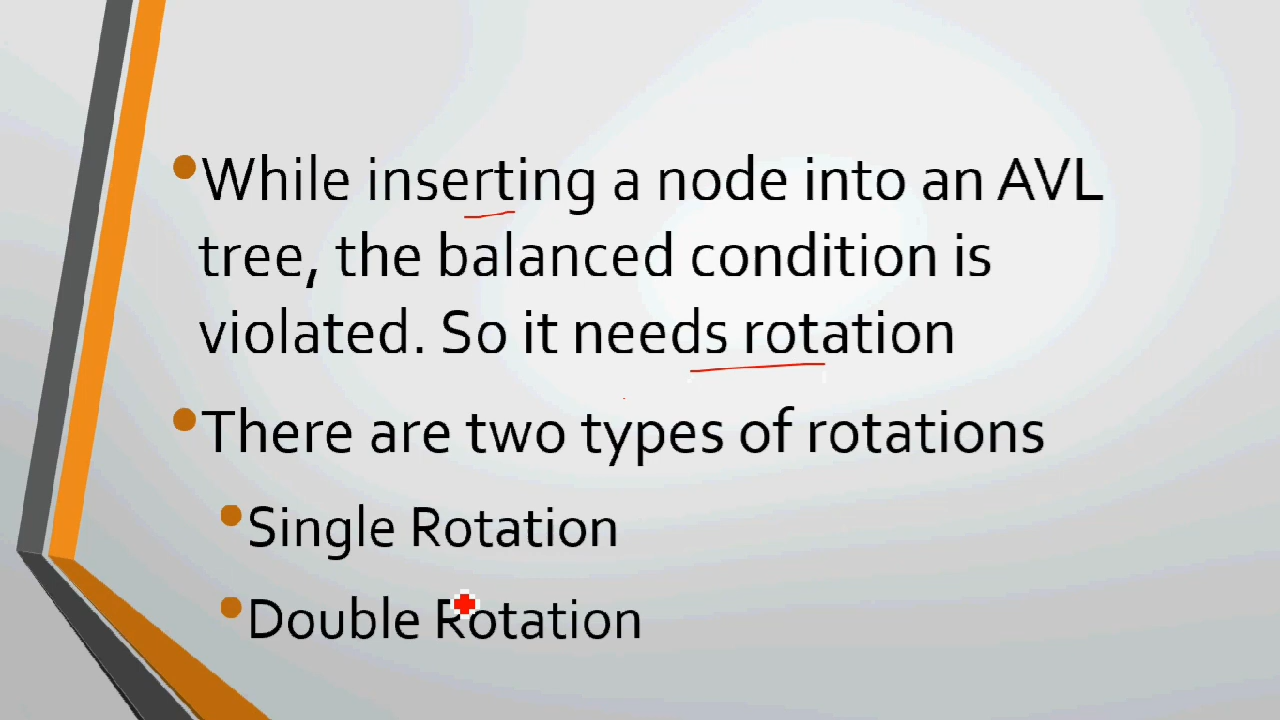 •While inserting a node into an AVL
tree, the balanced condition is
violated. So it needs rotation
•There are two types of rotations
•Single Rotation
•Double Rotation